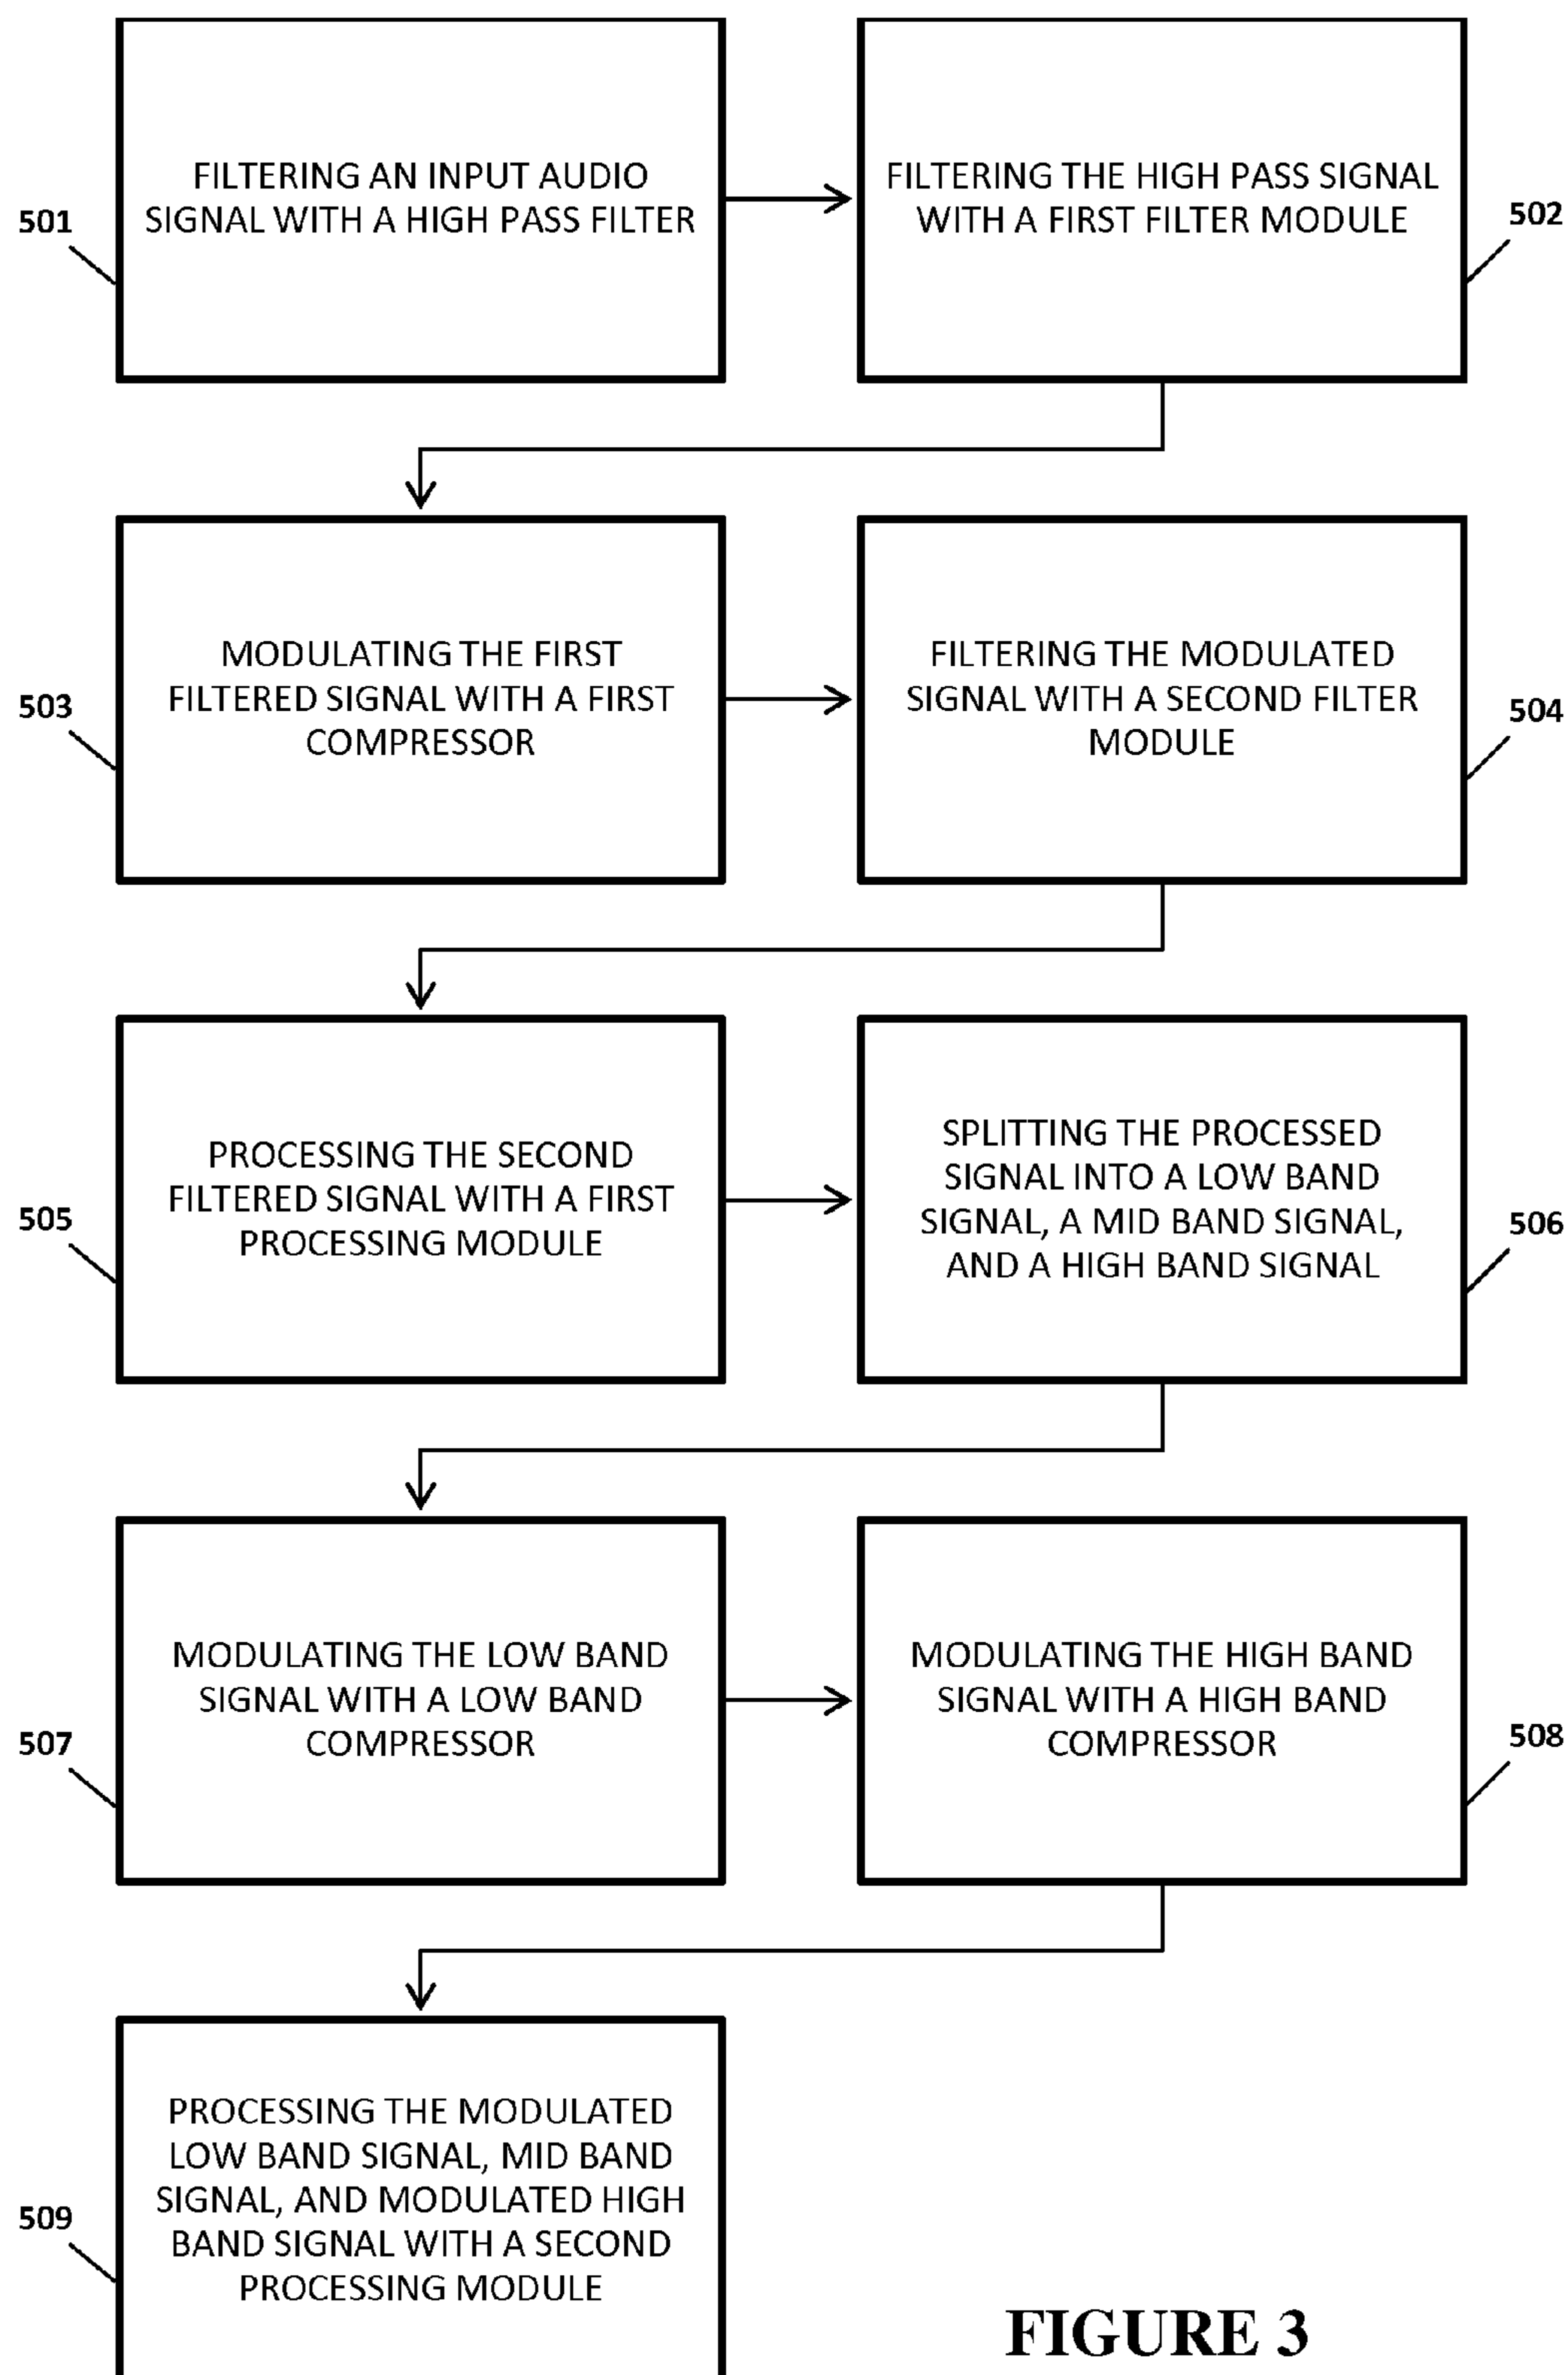 FILTERING AN INPUT AUDIO
SIGNAL WITH A HIGH PASS FILTER
501
FILTERING THE HIGH PASS SIGNAL
WITH A FIRST FILTER MODULE
502
MODULATING THE FIRST
FILTERED SIGNAL WITH A FIRST
COMPRESSOR
503
FILTERING THE MODULATED
SIGNAL WITH A SECOND FILTER
MODULE
504
PROCESSING THE SECOND
FILTERED SIGNAL WITH A FIRST
PROCESSING MODULE
505
SPLITTING THE PROCESSED
SIGNAL INTO A LOW BAND
SIGNAL, A MID BAND SIGNAL,
AND A HIGH BAND SIGNAL
506
MODULATING THE LOW BAND
SIGNAL WITH A LOW BAND
COMPRESSOR
507
MODULATING THE HIGH BAND
SIGNAL WITH A HIGH BAND
COMPRESSOR
508
PROCESSING THE MODULATED
LOW BAND SIGNAL, MID BAND
SIGNAL, AND MODULATED HIGH
BAND SIGNAL WITH A SECOND
PROCESSING MODULE
509
FIGURE 3